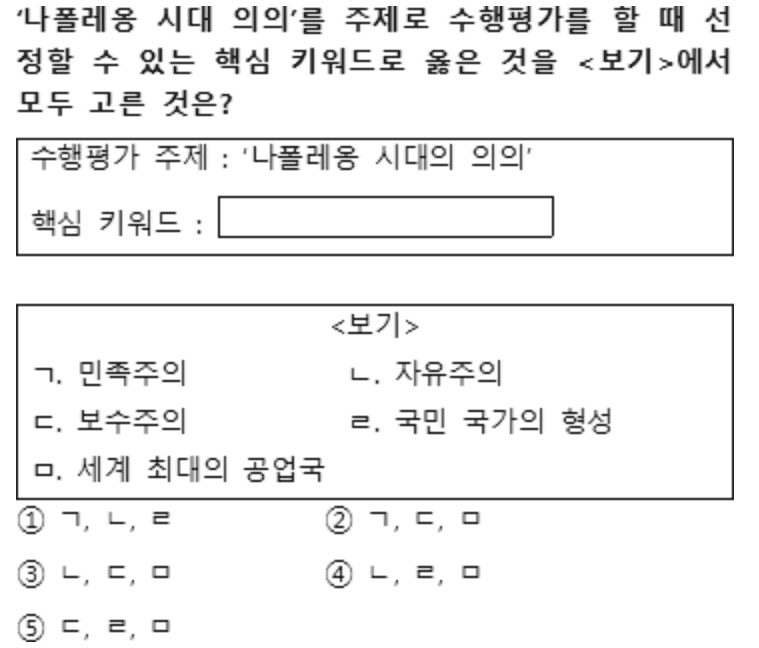 ‘나폴레옹 시대 의의’를 주제로 수행평가를 할 때 선
정할 수 있는 핵심 키워드로 옳은 것을 <보기>에서
모두 고른 것은?
수행평가 주제 : ‘나폴레옹 시대의 의의’
핵심 키워드 :
<보기>
ㄱ. 민족주의 ㄴ. 자유주의
ㄷ. 보수주의 ㄹ. 국민 국가의 형성
ㅁ. 세계 최대의 공업국
① ㄱ, ㄴ, ㄹ ② ㄱ, ㄷ, ㅁ
③ ㄴ, ㄷ, ㅁ ④ ㄴ, ㄹ, ㅁ
⑤ ㄷ, ㄹ, ㅁ